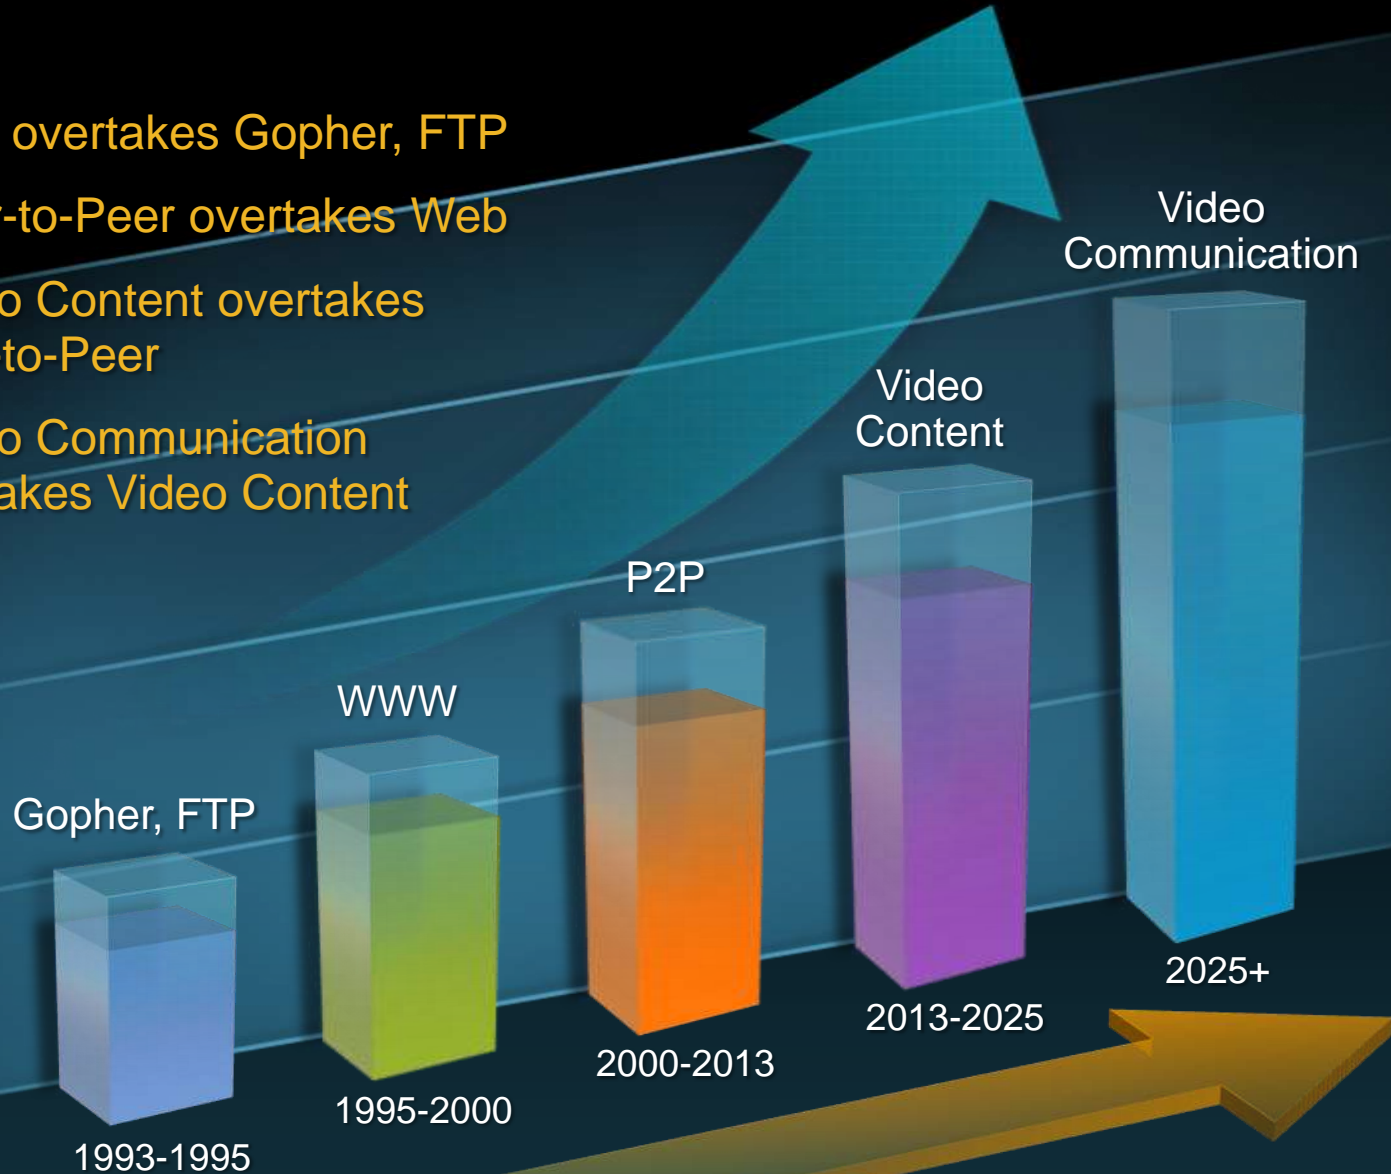 overtakes Gopher, FTP
-to-Peer overtakes Web
o Content overtakes
-to-Peer
o Communication
akes Video Content
Video
Communication
Video
Content
P2P
WWW
Gopher, FTP
2025+
2013-2025
2000-2013
1995-2000
1993-1995